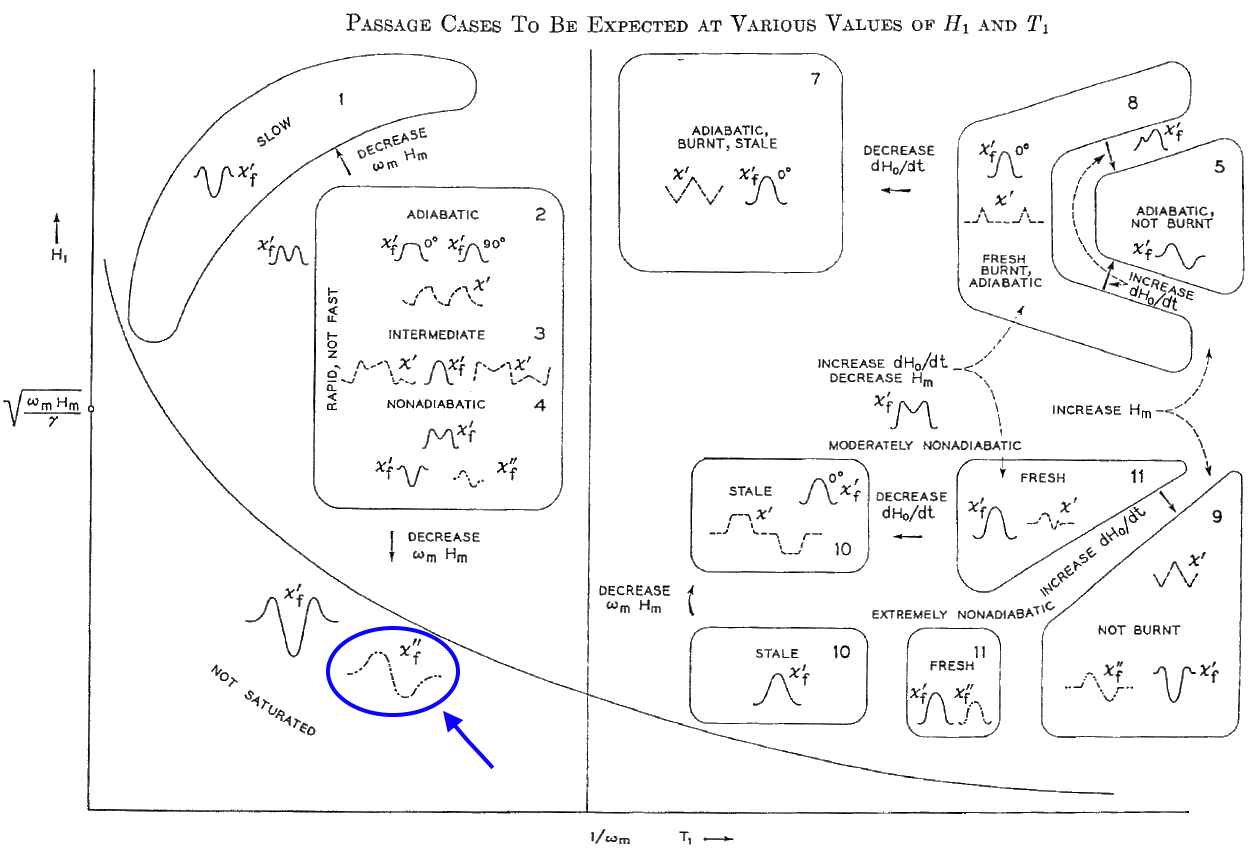 PASSAGE CASES TO BE EXPECTED AT VARIOUS VALUES OF H₁ AND T₁
H₁
√(ωₘ Hₘ / γ)
1
SLOW
χ′f
DECREASE
ωₘ Hₘ
χ′f
RAPID, NOT FAST
ADIABATIC 2
χ′f 0° χ′f 90°
χ′
INTERMEDIATE 3
χ′ χ′f χ′
NONADIABATIC 4
χ′f
χ′f χ″f
DECREASE
ωₘ Hₘ
χ′f
χ″f
NOT SATURATED
7
ADIABATIC,
BURNT, STALE
χ′ χ′f 0°
DECREASE
dH₀/dt
8
χ′f 0°
χ′
FRESH
BURNT,
ADIABATIC
χ′f
5
ADIABATIC,
NOT BURNT
χ′f
INCREASE
dH₀/dt
INCREASE dH₀/dt
DECREASE Hₘ
χ′f
INCREASE Hₘ
MODERATELY NONADIABATIC
STALE
0° χ′f
χ′
10
DECREASE
dH₀/dt
11
FRESH
χ′f χ′
INCREASE dH₀/dt
9
χ′
NOT BURNT
χ″f χ′f
DECREASE
ωₘ Hₘ
EXTREMELY NONADIABATIC
STALE 10
χ′f
11
FRESH
χ′f χ″f
1/ωₘ T₁